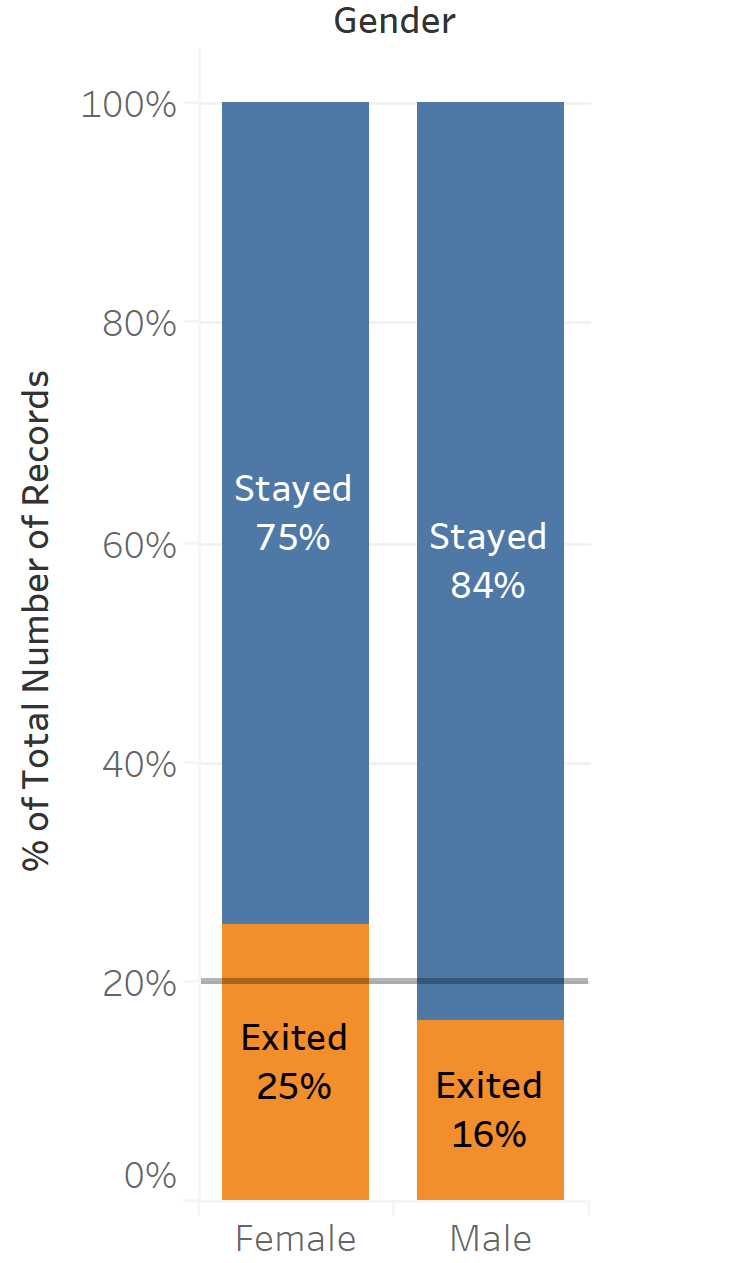 Gender
% of Total Number of Records
100%
80%
60%
40%
20%
0%
Stayed
75%
Exited
25%
Stayed
84%
Exited
16%
Female
Male